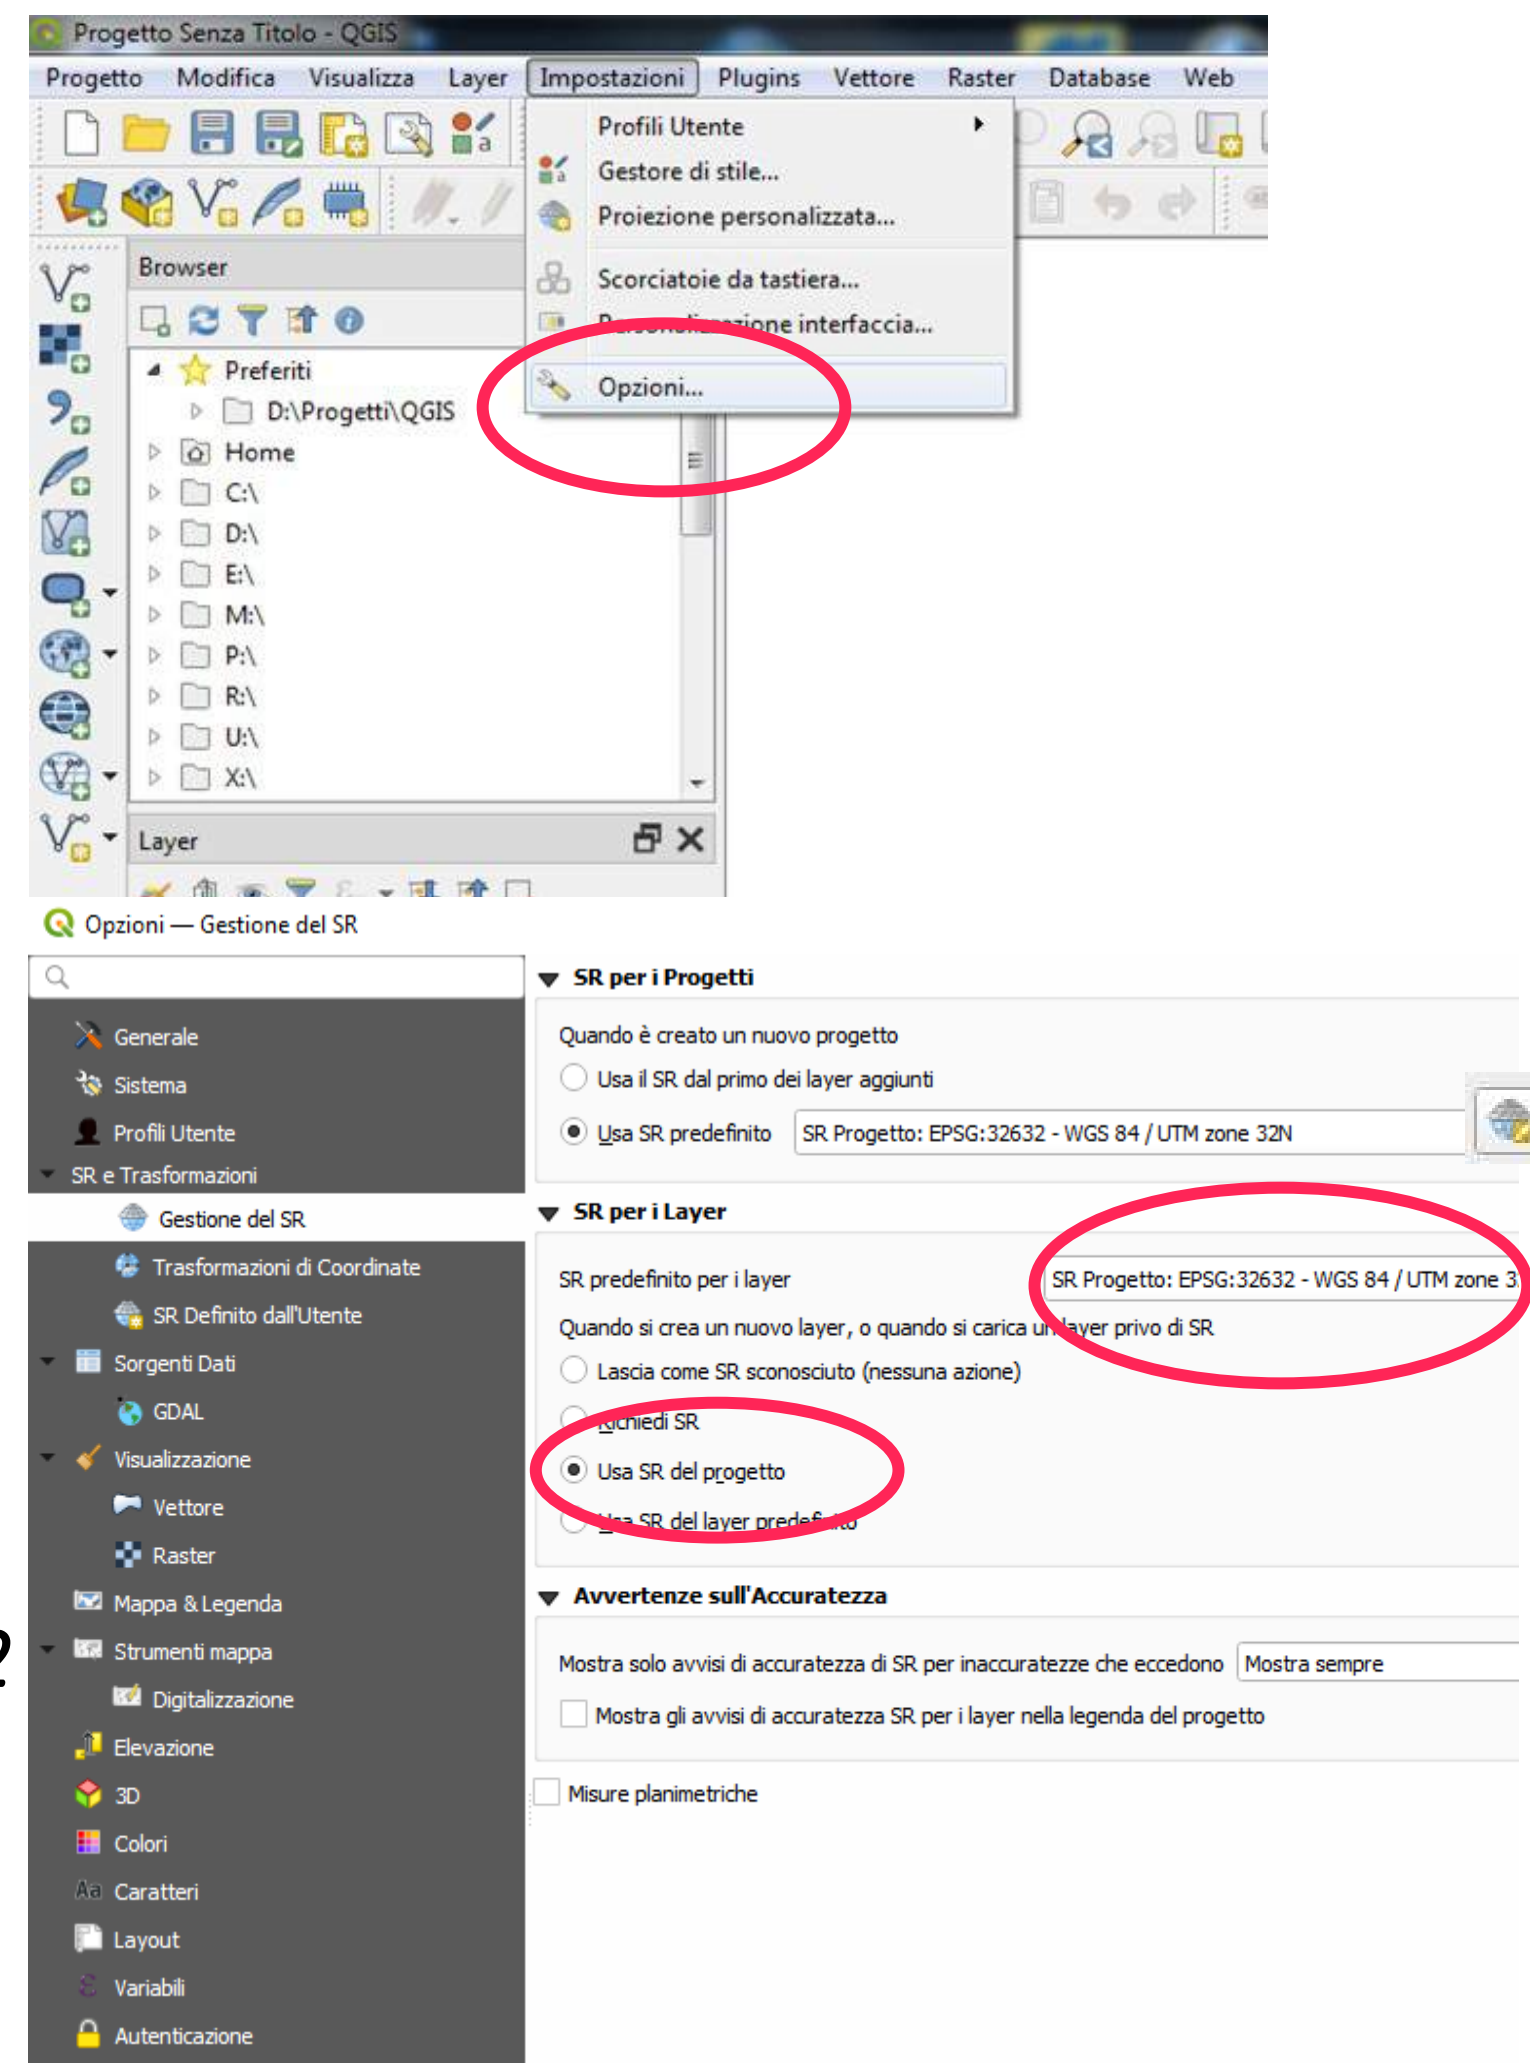 Progetto Senza Titolo - QGIS
Progetto Modifica Visualizza Layer Impostazioni Plugins Vettore Raster Database Web
Profili Utente
Gestore di stile...
Proiezione personalizzata...
Scorciatoie da tastiera...
Personalizzazione interfaccia...
Opzioni...
Browser
Preferiti
D:\Progetti\QGIS
Home
C:\
D:\
E:\
M:\
P:\
R:\
U:\
X:\
Layer
Opzioni — Gestione del SR
Generale
Sistema
Profili Utente
SR e Trasformazioni
Gestione del SR
Trasformazioni di Coordinate
SR Definito dall'Utente
Sorgenti Dati
GDAL
Visualizzazione
Vettore
Raster
Mappa & Legenda
Strumenti mappa
Digitalizzazione
Elevazione
3D
Colori
Caratteri
Layout
Variabili
Autenticazione
SR per i Progetti
Quando è creato un nuovo progetto
Usa il SR dal primo dei layer aggiunti
Usa SR predefinito SR Progetto: EPSG:32632 - WGS 84 / UTM zone 32N
SR per i Layer
SR predefinito per i layer SR Progetto: EPSG:32632 - WGS 84 / UTM zone 3
Quando si crea un nuovo layer, o quando si carica un layer privo di SR
Lascia come SR sconosciuto (nessuna azione)
Richiedi SR
Usa SR del progetto
Usa SR del layer predefinito
Avvertenze sull'Accuratezza
Mostra solo avvisi di accuratezza di SR per inaccuratezze che eccedono Mostra sempre
Mostra gli avvisi di accuratezza SR per i layer nella legenda del progetto
Misure planimetriche